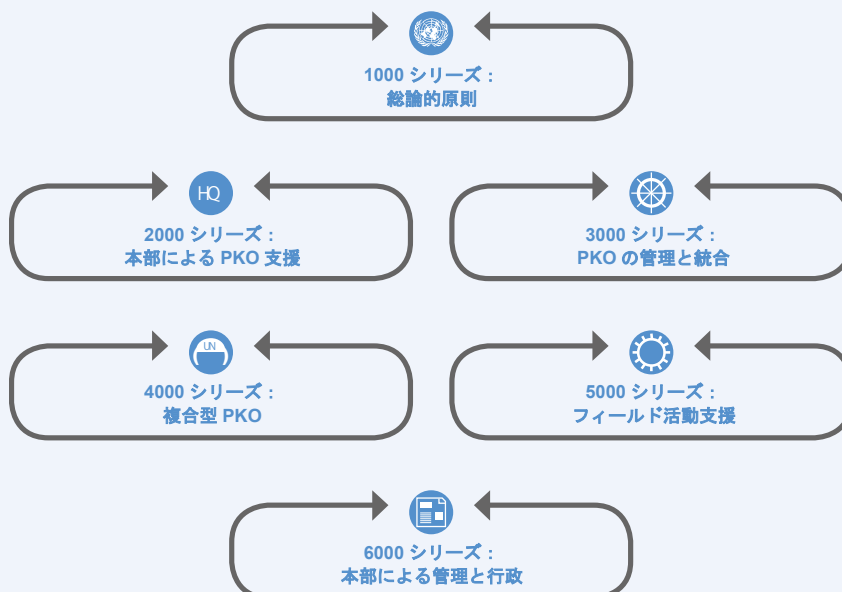 1000 シリーズ：
総論的原則
HQ
2000 シリーズ：
本部による PKO 支援
3000 シリーズ：
PKO の管理と統合
UN
4000 シリーズ：
複合型 PKO
5000 シリーズ：
フィールド活動支援
6000 シリーズ：
本部による管理と行政